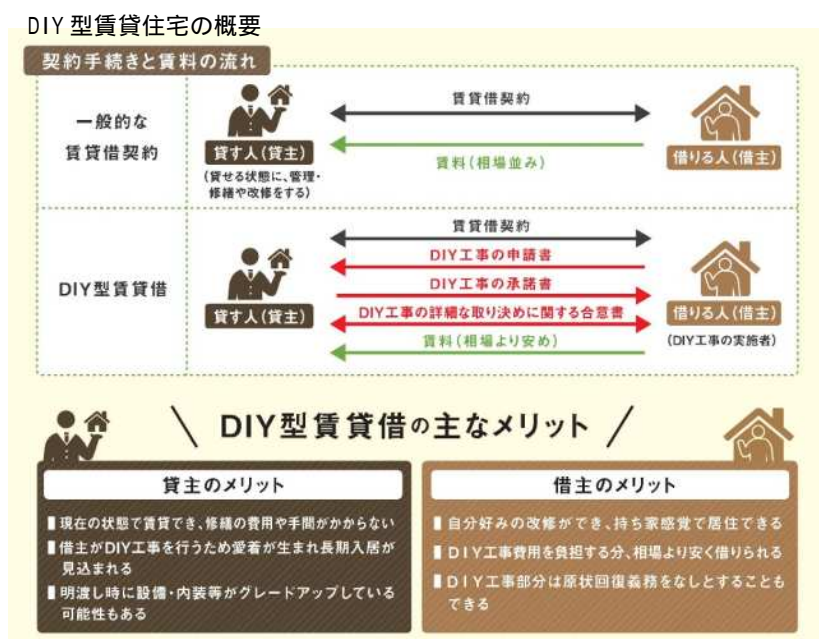 DIY型賃貸住宅の概要
契約手続きと賃料の流れ
一般的な
賃貸借契約
貸す人(貸主)
(貸せる状態に、管理・
修繕や改修をする)
賃貸借契約
賃料(相場並み)
借りる人(借主)
DIY型賃貸借
貸す人(貸主)
賃貸借契約
DIY工事の申請書
DIY工事の承諾書
DIY工事の詳細な取り決めに関する合意書
賃料(相場より安め)
借りる人(借主)
(DIY工事の実施者)
DIY型賃貸借の主なメリット
貸主のメリット
現在の状態で賃貸でき、修繕の費用や手間がかからない
借主がDIY工事を行うため愛着が生まれ長期入居が
見込まれる
明渡し時に設備・内装等がグレードアップしている
可能性もある
借主のメリット
自分好みの改修ができ、持ち家感覚で居住できる
DIY工事費用を負担する分、相場より安く借りられる
DIY工事部分は原状回復義務をなしとすることも
できる